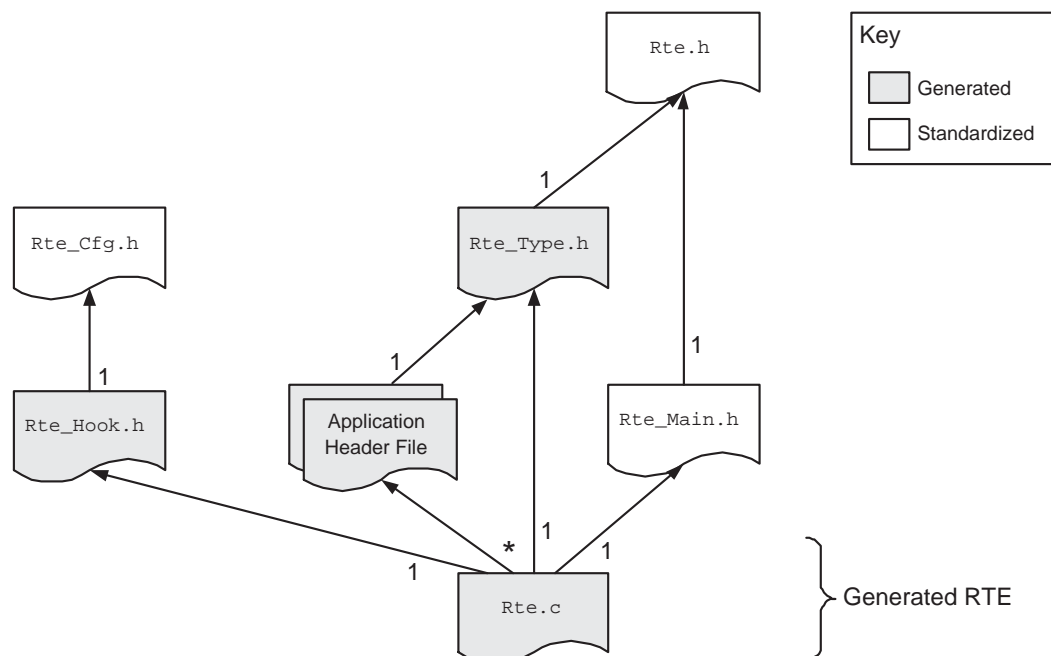 Rte.h
Key
Generated
Standardized
1
Rte_Cfg.h
Rte_Type.h
1
1
1
Rte_Hook.h
Application
Header File
Rte_Main.h
*
1
1
1
Rte.c
Generated RTE